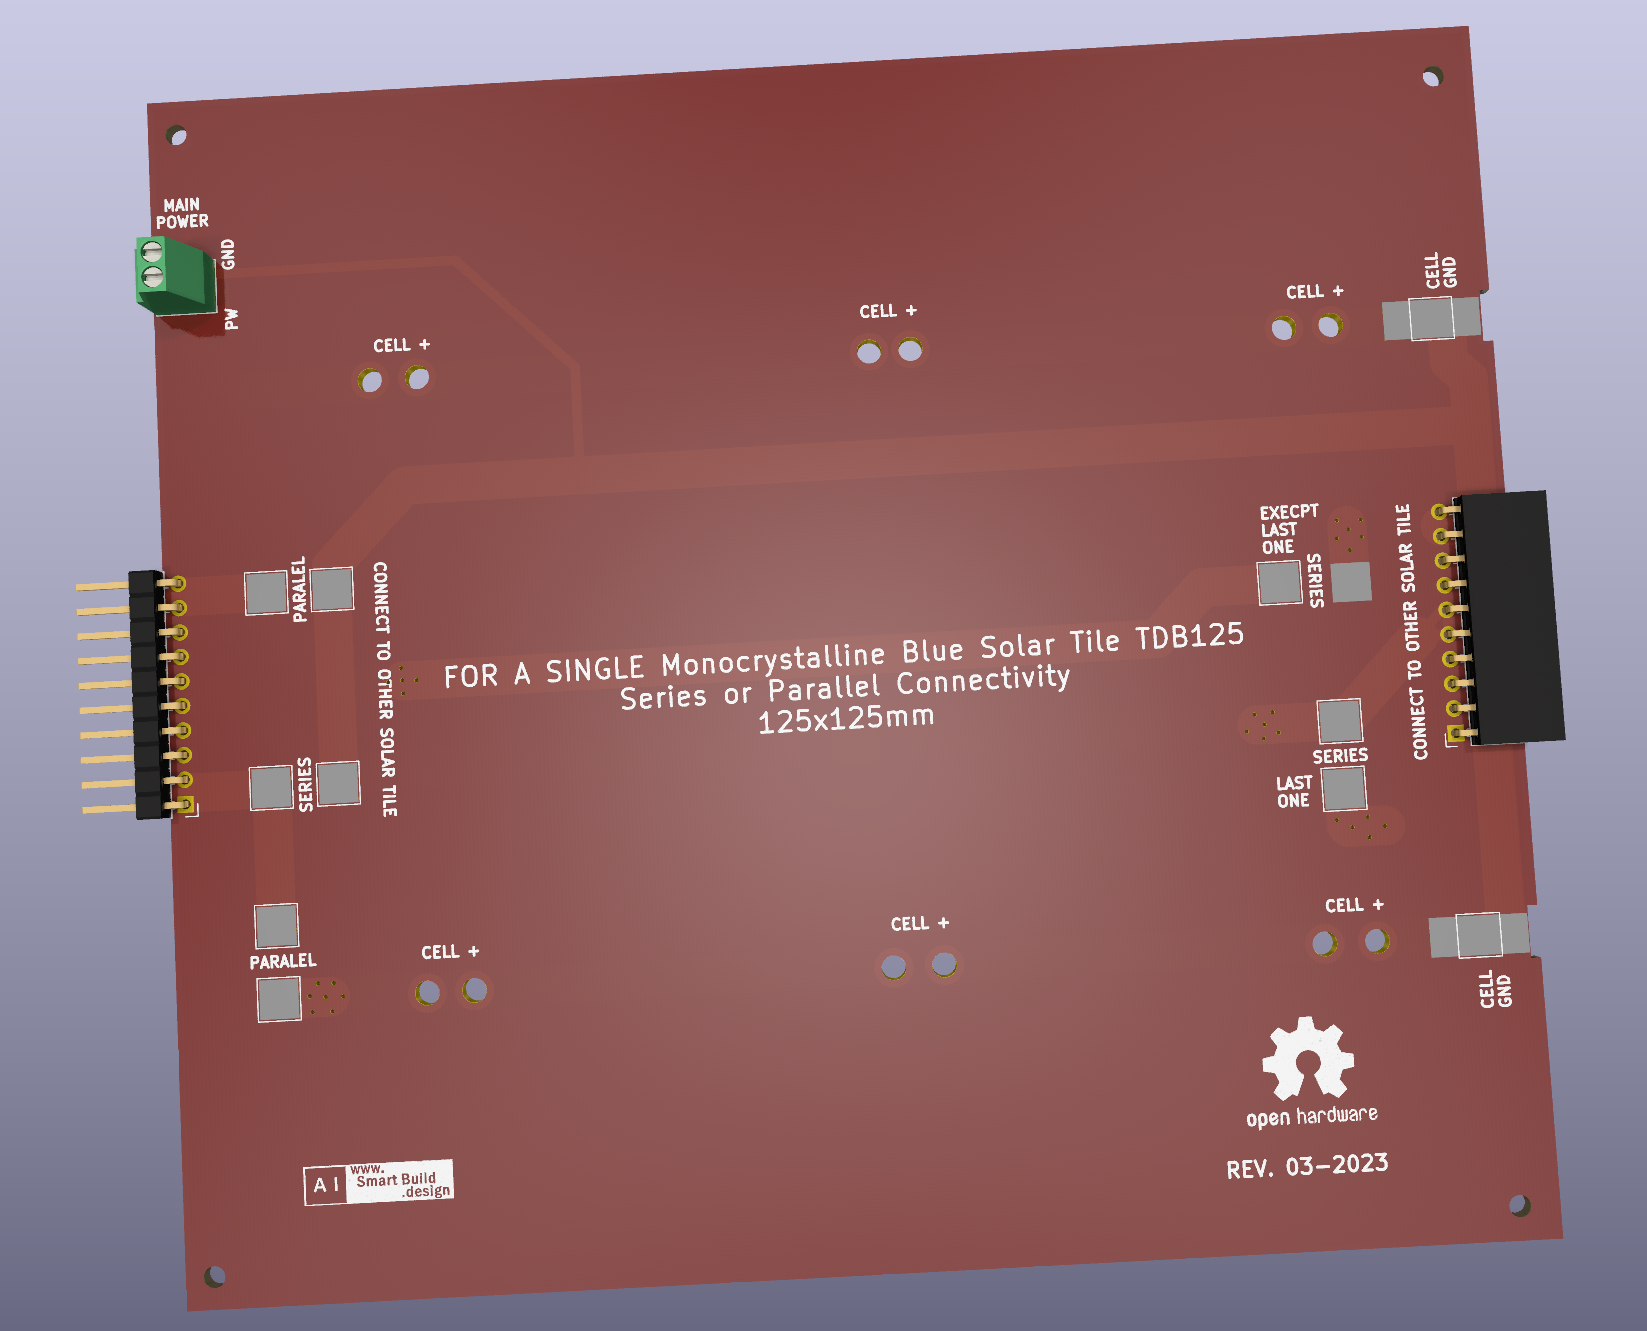 MAIN
POWER
GND
PW
CELL +
CELL +
CELL +
CELL
GND
PARALEL
CONNECT TO OTHER SOLAR TILE
SERIES
EXECPT
LAST
ONE
SERIES
CONNECT TO OTHER SOLAR TILE
FOR A SINGLE Monocrystalline Blue Solar Tile TDB125
Series or Parallel Connectivity
125x125mm
SERIES
LAST
ONE
PARALEL
CELL +
CELL +
CELL +
CELL
GND
open hardware
REV. 03-2023
AI
www.
Smart Build
.design